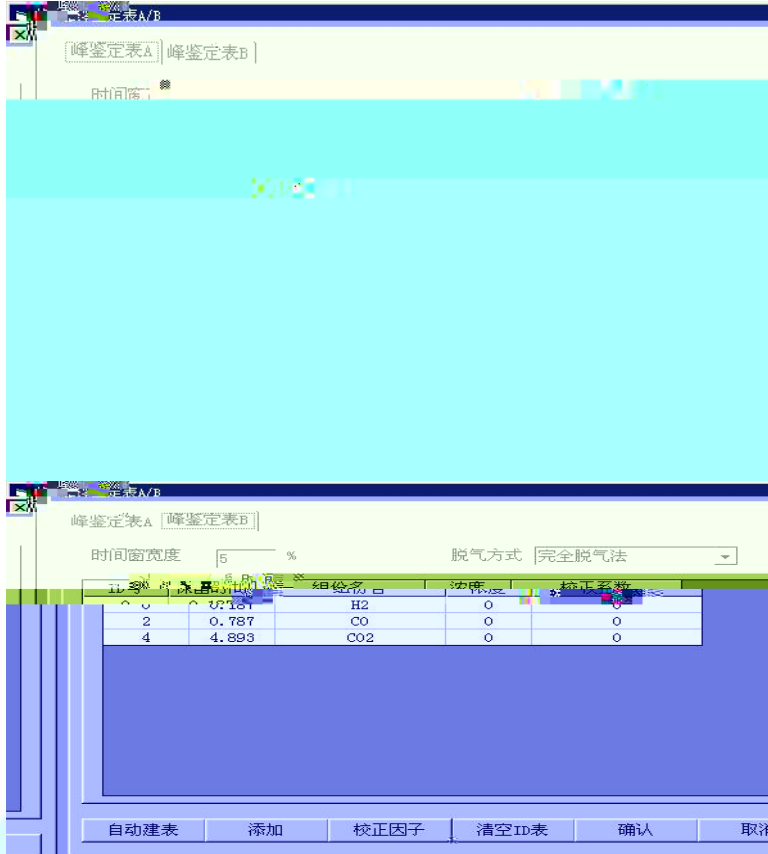 定表A/B
峰鉴定表A 峰鉴定表B
时间窗
定表A/B
峰鉴定表A 峰鉴定表B
时间窗宽度 5 % 脱气方式 完全脱气法
组份名 浓度 校正系数
H2 0 0
2 0.787 CO 0 0
4 4.893 CO2 0 0
自动建表 添加 校正因子 清空ID表 确认